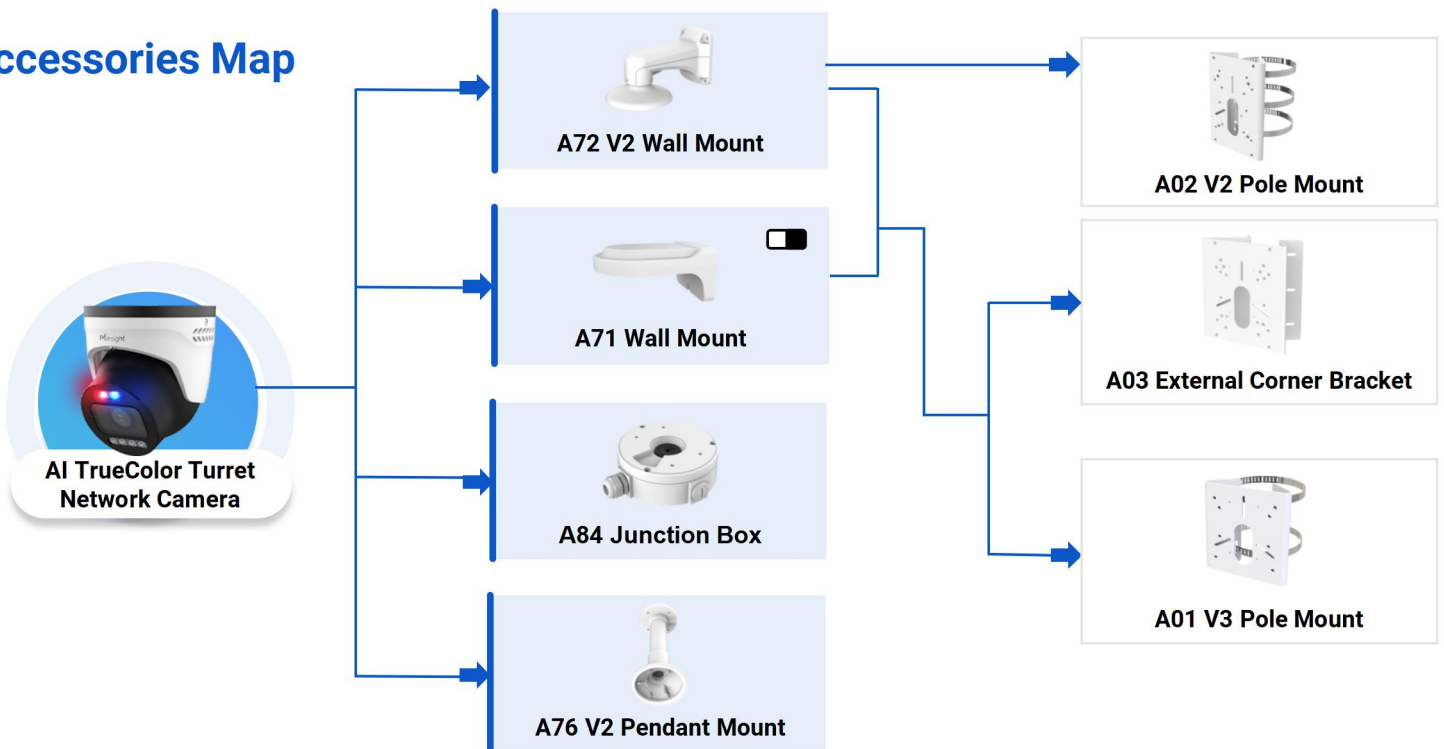 ccessories Map
A72 V2 Wall Mount
A02 V2 Pole Mount
A71 Wall Mount
A03 External Corner Bracket
Milesight
AI TrueColor Turret
Network Camera
A84 Junction Box
A01 V3 Pole Mount
A76 V2 Pendant Mount